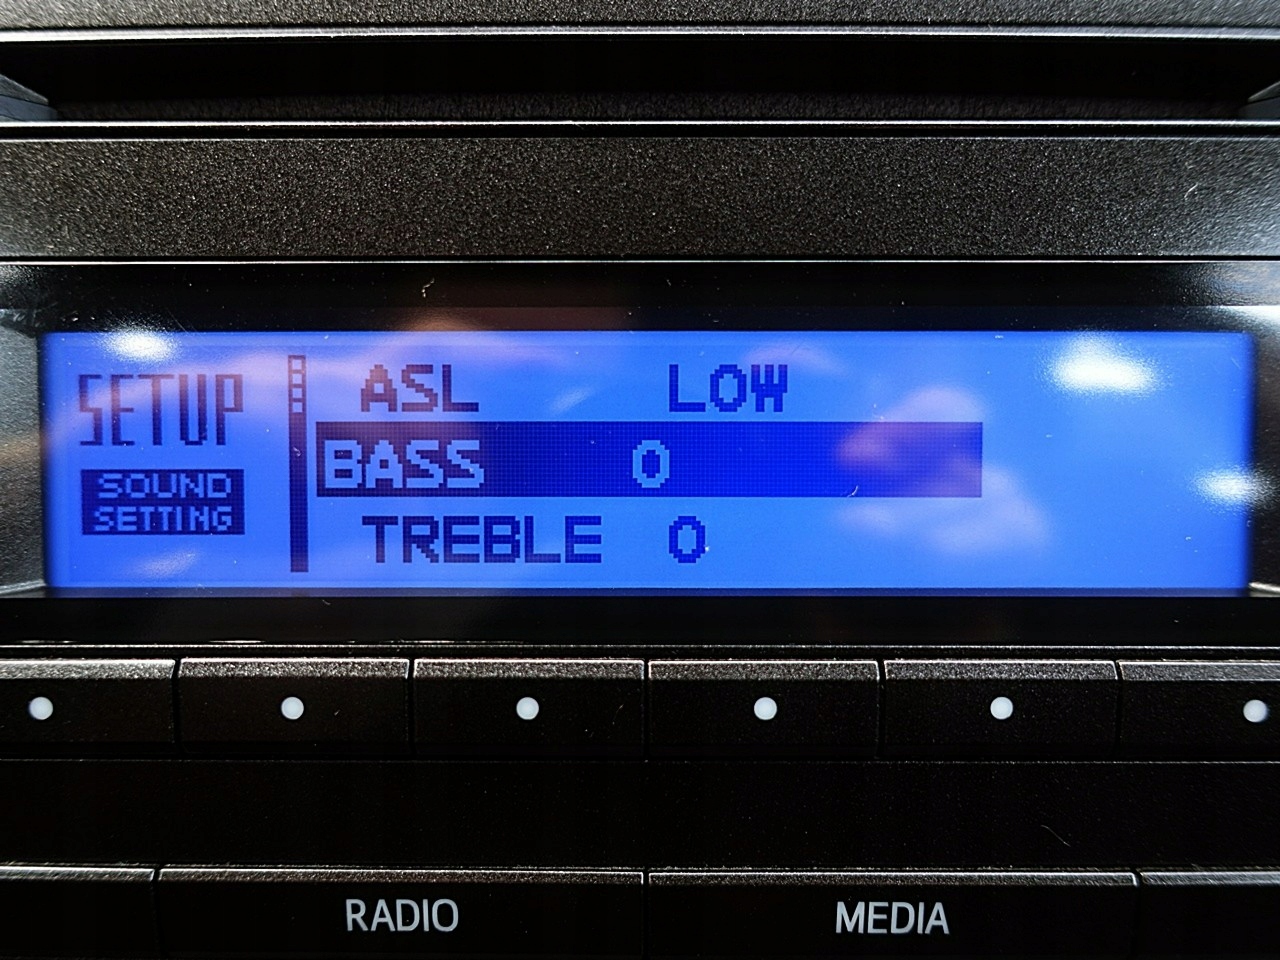 SETUP
SOUND
SETTING
ASL LOW
BASS 0
TREBLE 0
RADIO
MEDIA